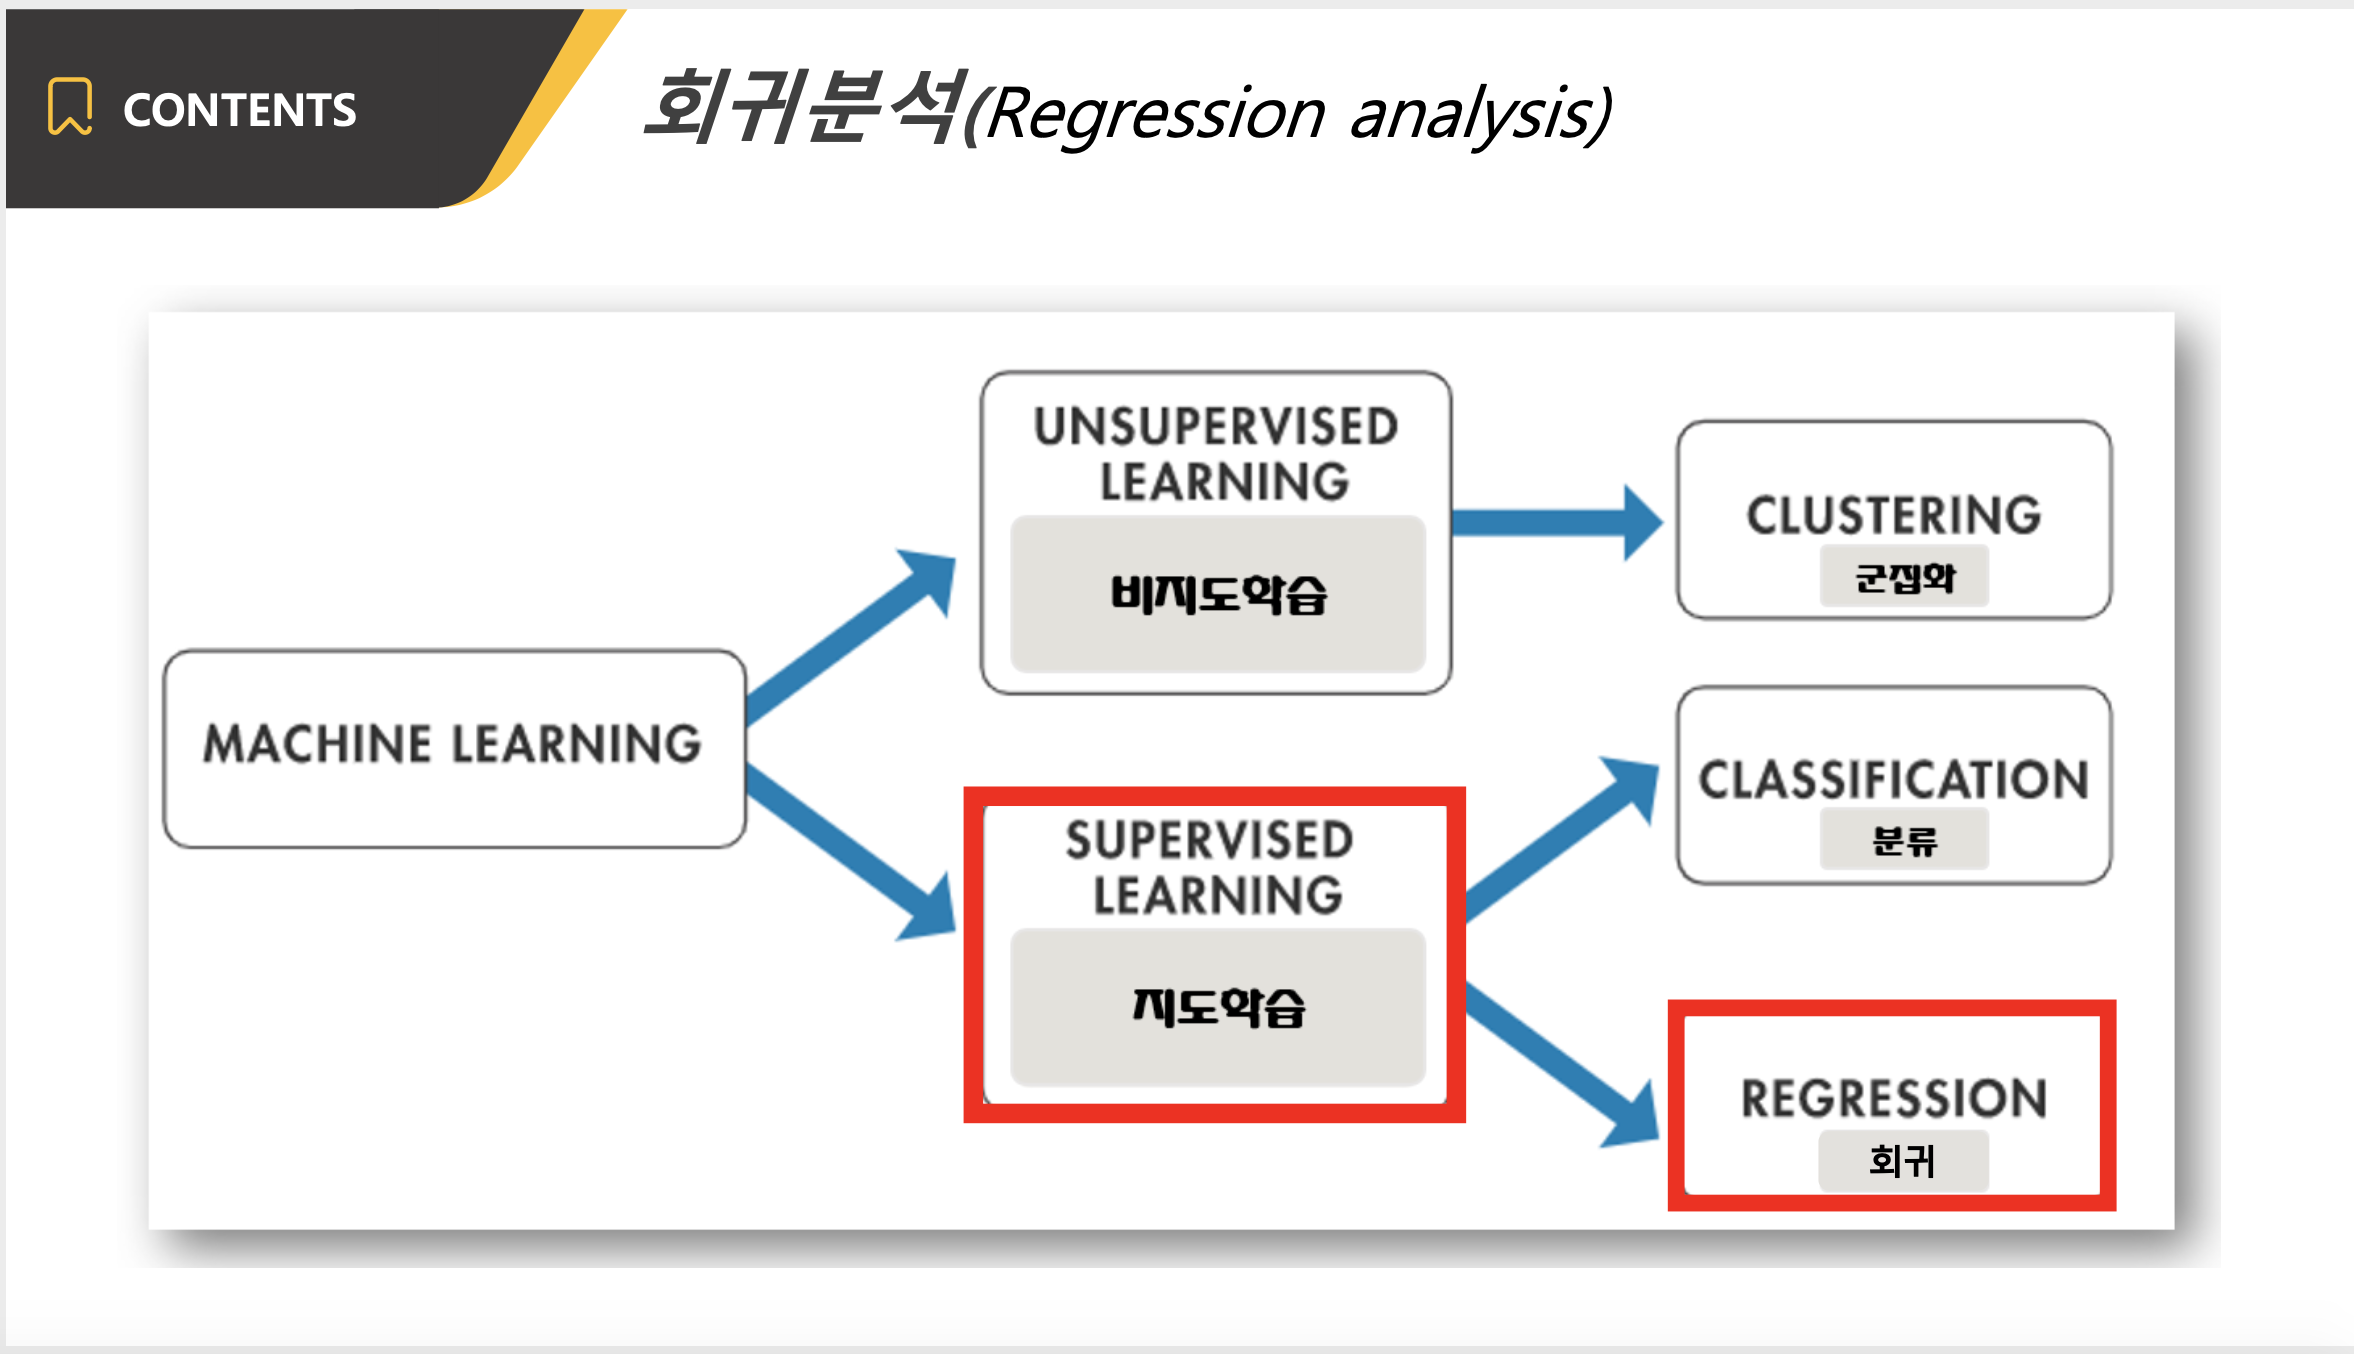 CONTENTS
회귀분석(Regression analysis)
MACHINE LEARNING
UNSUPERVISED
LEARNING
비지도학습
CLUSTERING
군집화
SUPERVISED
LEARNING
지도학습
CLASSIFICATION
분류
REGRESSION
회귀